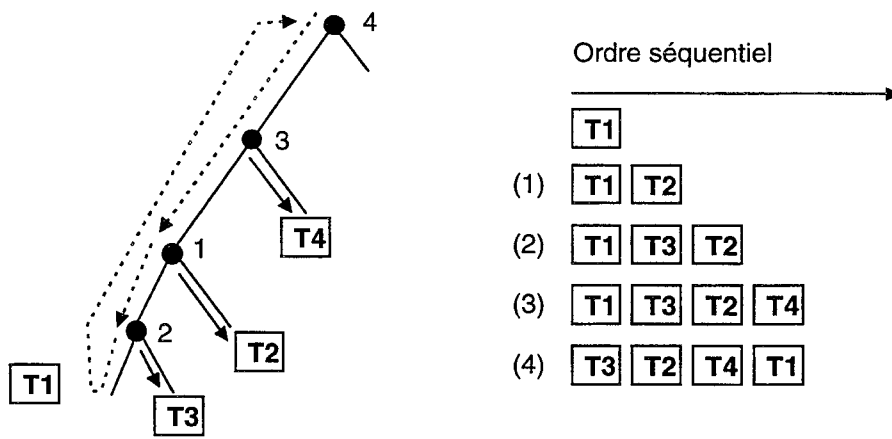 4
3
T4
1
T2
2
T1
T3
Ordre séquentiel
T1
(1) T1 T2
(2) T1 T3 T2
(3) T1 T3 T2 T4
(4) T3 T2 T4 T1